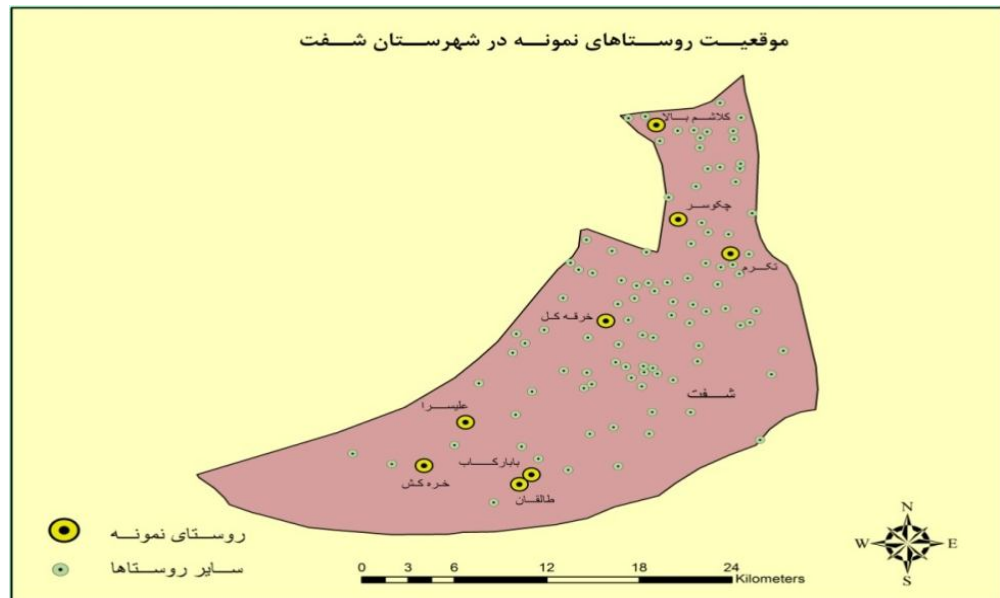 موقعیت روستاهای نمونه در شهرستان شفت
کلاشم بالا
چکوسر
تکرم
خرفه کل
شفت
علیسرا
بابارکاب
خره کش
طالقان
روستای نمونه
سایر روستاها
N
W E
S
0 3 6 12 18 24
Kilometers